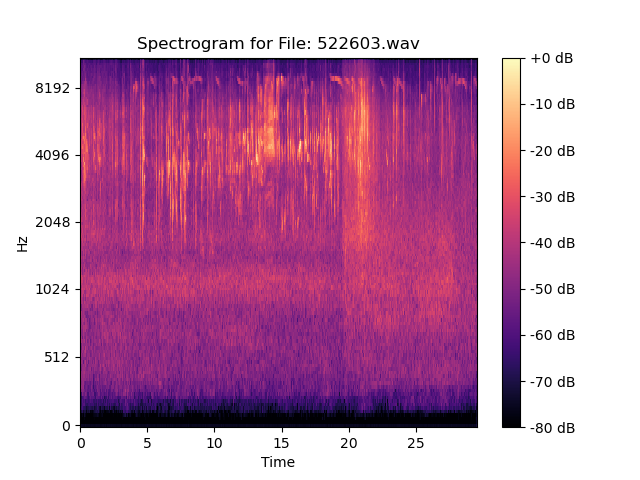 Spectrogram for File: 522603.wav
+0 dB
8192
-10 dB
4096
-20 dB
-30 dB
2048
Hz
-40 dB
1024
-50 dB
512
-60 dB
-70 dB
0
-80 dB
0 5 10 15 20 25
Time